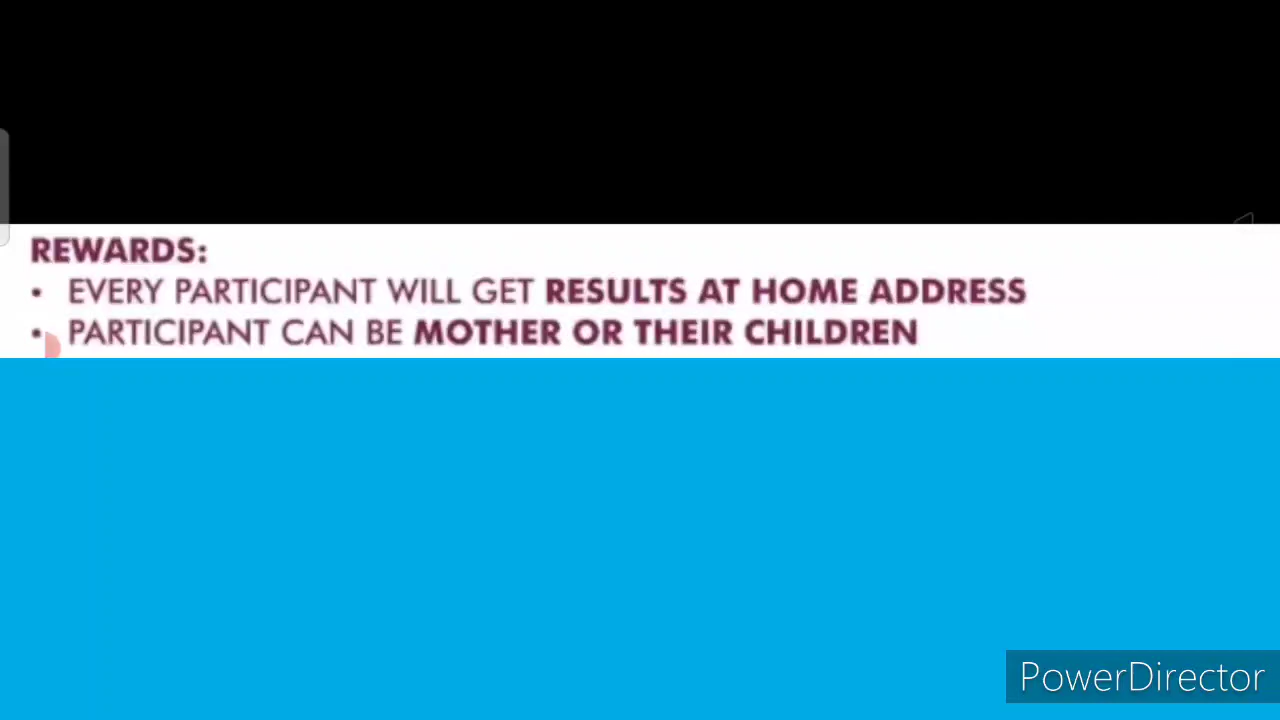 REWARDS:
• EVERY PARTICIPANT WILL GET RESULTS AT HOME ADDRESS
• PARTICIPANT CAN BE MOTHER OR THEIR CHILDREN
PowerDirector